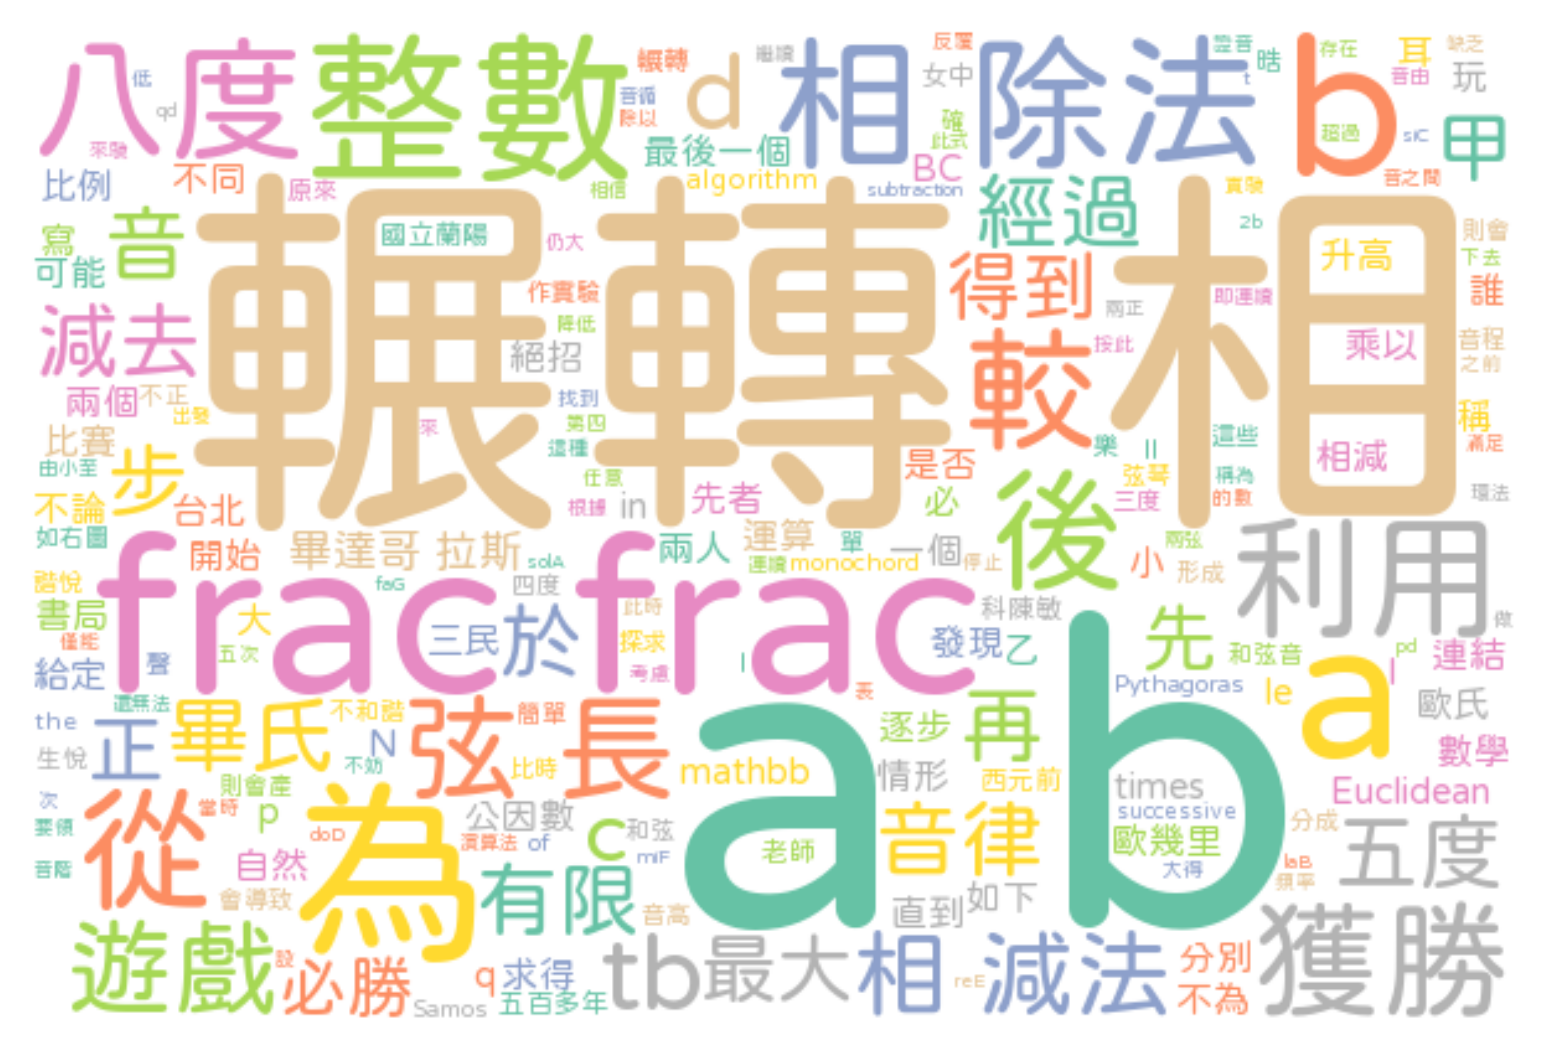 八度 整數 輾轉 d 相除法 b 甲
低 qd 來發 音循 除以 繼續 反覆 女中 證音 皓 t 存在 耳 音由 缺乏 玩
比例 不同 原來 相信 最後一個 algorithm BC subtraction 確 此式 超過 siC 音之間
寫 可能 音 國立蘭陽 仍大 經過 實發 2b 升高 則會 下去
輾轉相
減去 作實驗 降低 絕招 得到 較 兩正 即連續 按此 乘以 誰 音程 之前
兩個 不正 出發 來 找到 第四 這種
比賽 由小至 步 任意 是否 樂 II 這些 相減 稱 滿足
不論 台北 根據 in 先者 必 後 弦琴 三度 稱為 的數 環法
如右圖 開始 畢達哥 拉斯 solA 兩人 運算 單 一個 連續 monochord 停止 小 兩弦 形成 利用
frac frac
諧悅 書局 僅能 大 五次 faG 四度 三民 於 此時 探求 考慮 科陳敏 發現 乙 先 和弦音 做
給定 聲 l 表 Pythagoras le a l pd 連結
還無法 the 正 畢氏 不和諧 N 弦長 簡單 逐步 再 歐氏
ab
生悅 不妨 比時 mathbb 情形 西元前 times 數學
次 要領 從 則會產 當時 p doD 為 公因數 演算法 of c 和弦 miF 老師 音律 successive 歐幾里 Euclidean 分成
音階 自然 會導致 有限 音高 直到 如下 大得 laB 頻率 五度
遊戲 設 必勝 Samos q 求得 五百多年 tb 最大 相減法 reE 分別 不為 獲勝